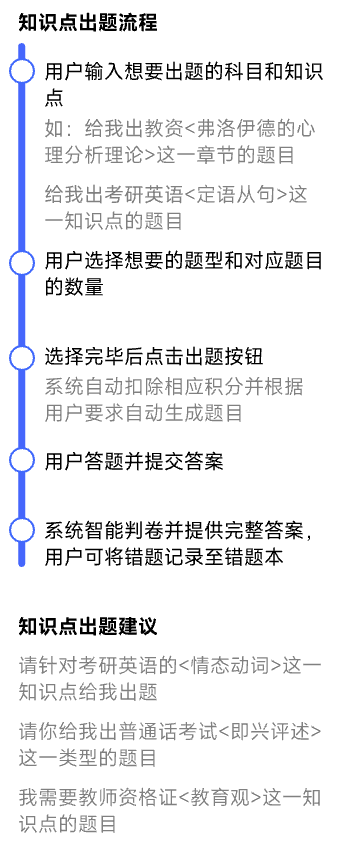 知识点出题流程
用户输入想要出题的科目和知识
点
如：给我出教资<弗洛伊德的心
理分析理论>这一章节的题目
给我出考研英语<定语从句>这
一知识点的题目
用户选择想要的题型和对应题目
的数量
选择完毕后点击出题按钮
系统自动扣除相应积分并根据
用户要求自动生成题目
用户答题并提交答案
系统智能判卷并提供完整答案，
用户可将错题记录至错题本
知识点出题建议
请针对考研英语的<情态动词>这一
知识点给我出题
请你给我出普通话考试<即兴评述>
这一类型的题目
我需要教师资格证<教育观>这一知
识点的题目